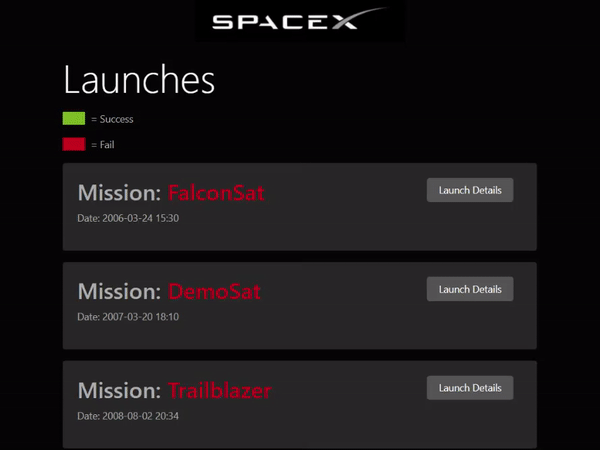 SPACEX
Launches
= Success
= Fail
Mission: FalconSat
Launch Details
Date: 2006-03-24 15:30
Mission: DemoSat
Launch Details
Date: 2007-03-20 18:10
Mission: Trailblazer
Launch Details
Date: 2008-08-02 20:34